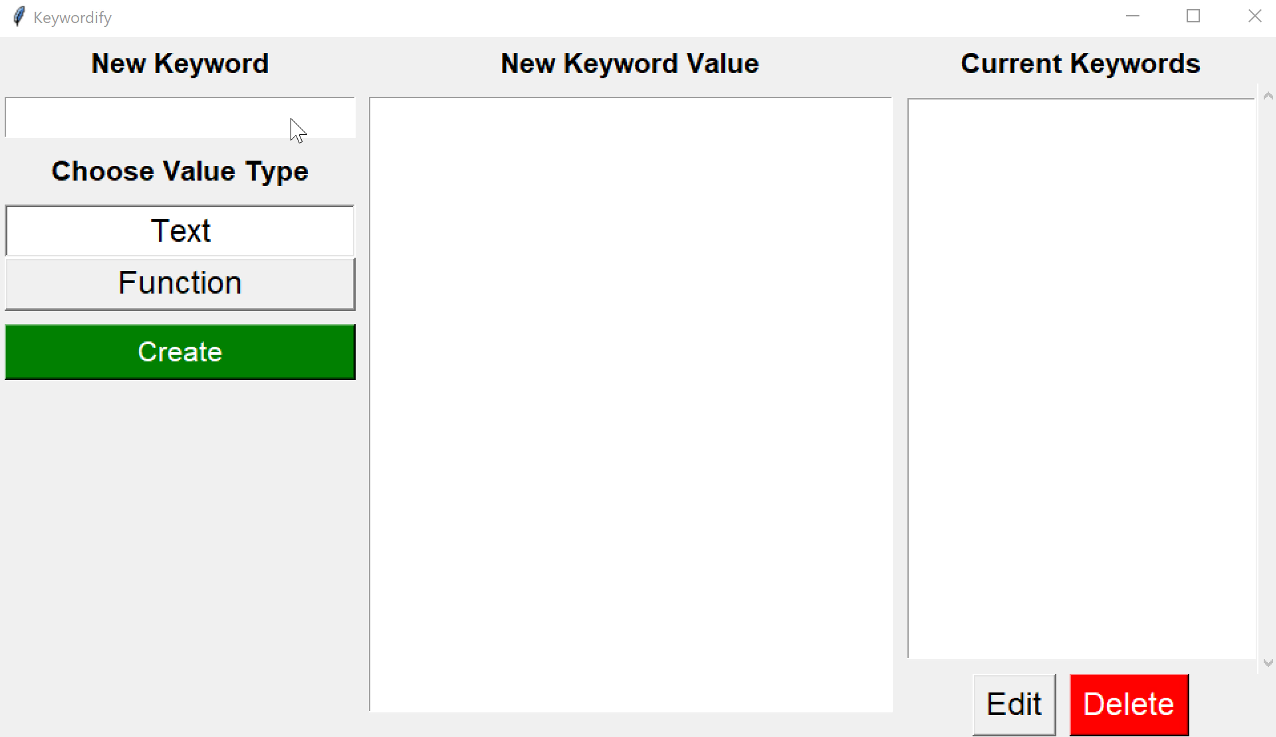 Keywordify
New Keyword
New Keyword Value
Current Keywords
Choose Value Type
Text
Function
Create
Edit
Delete